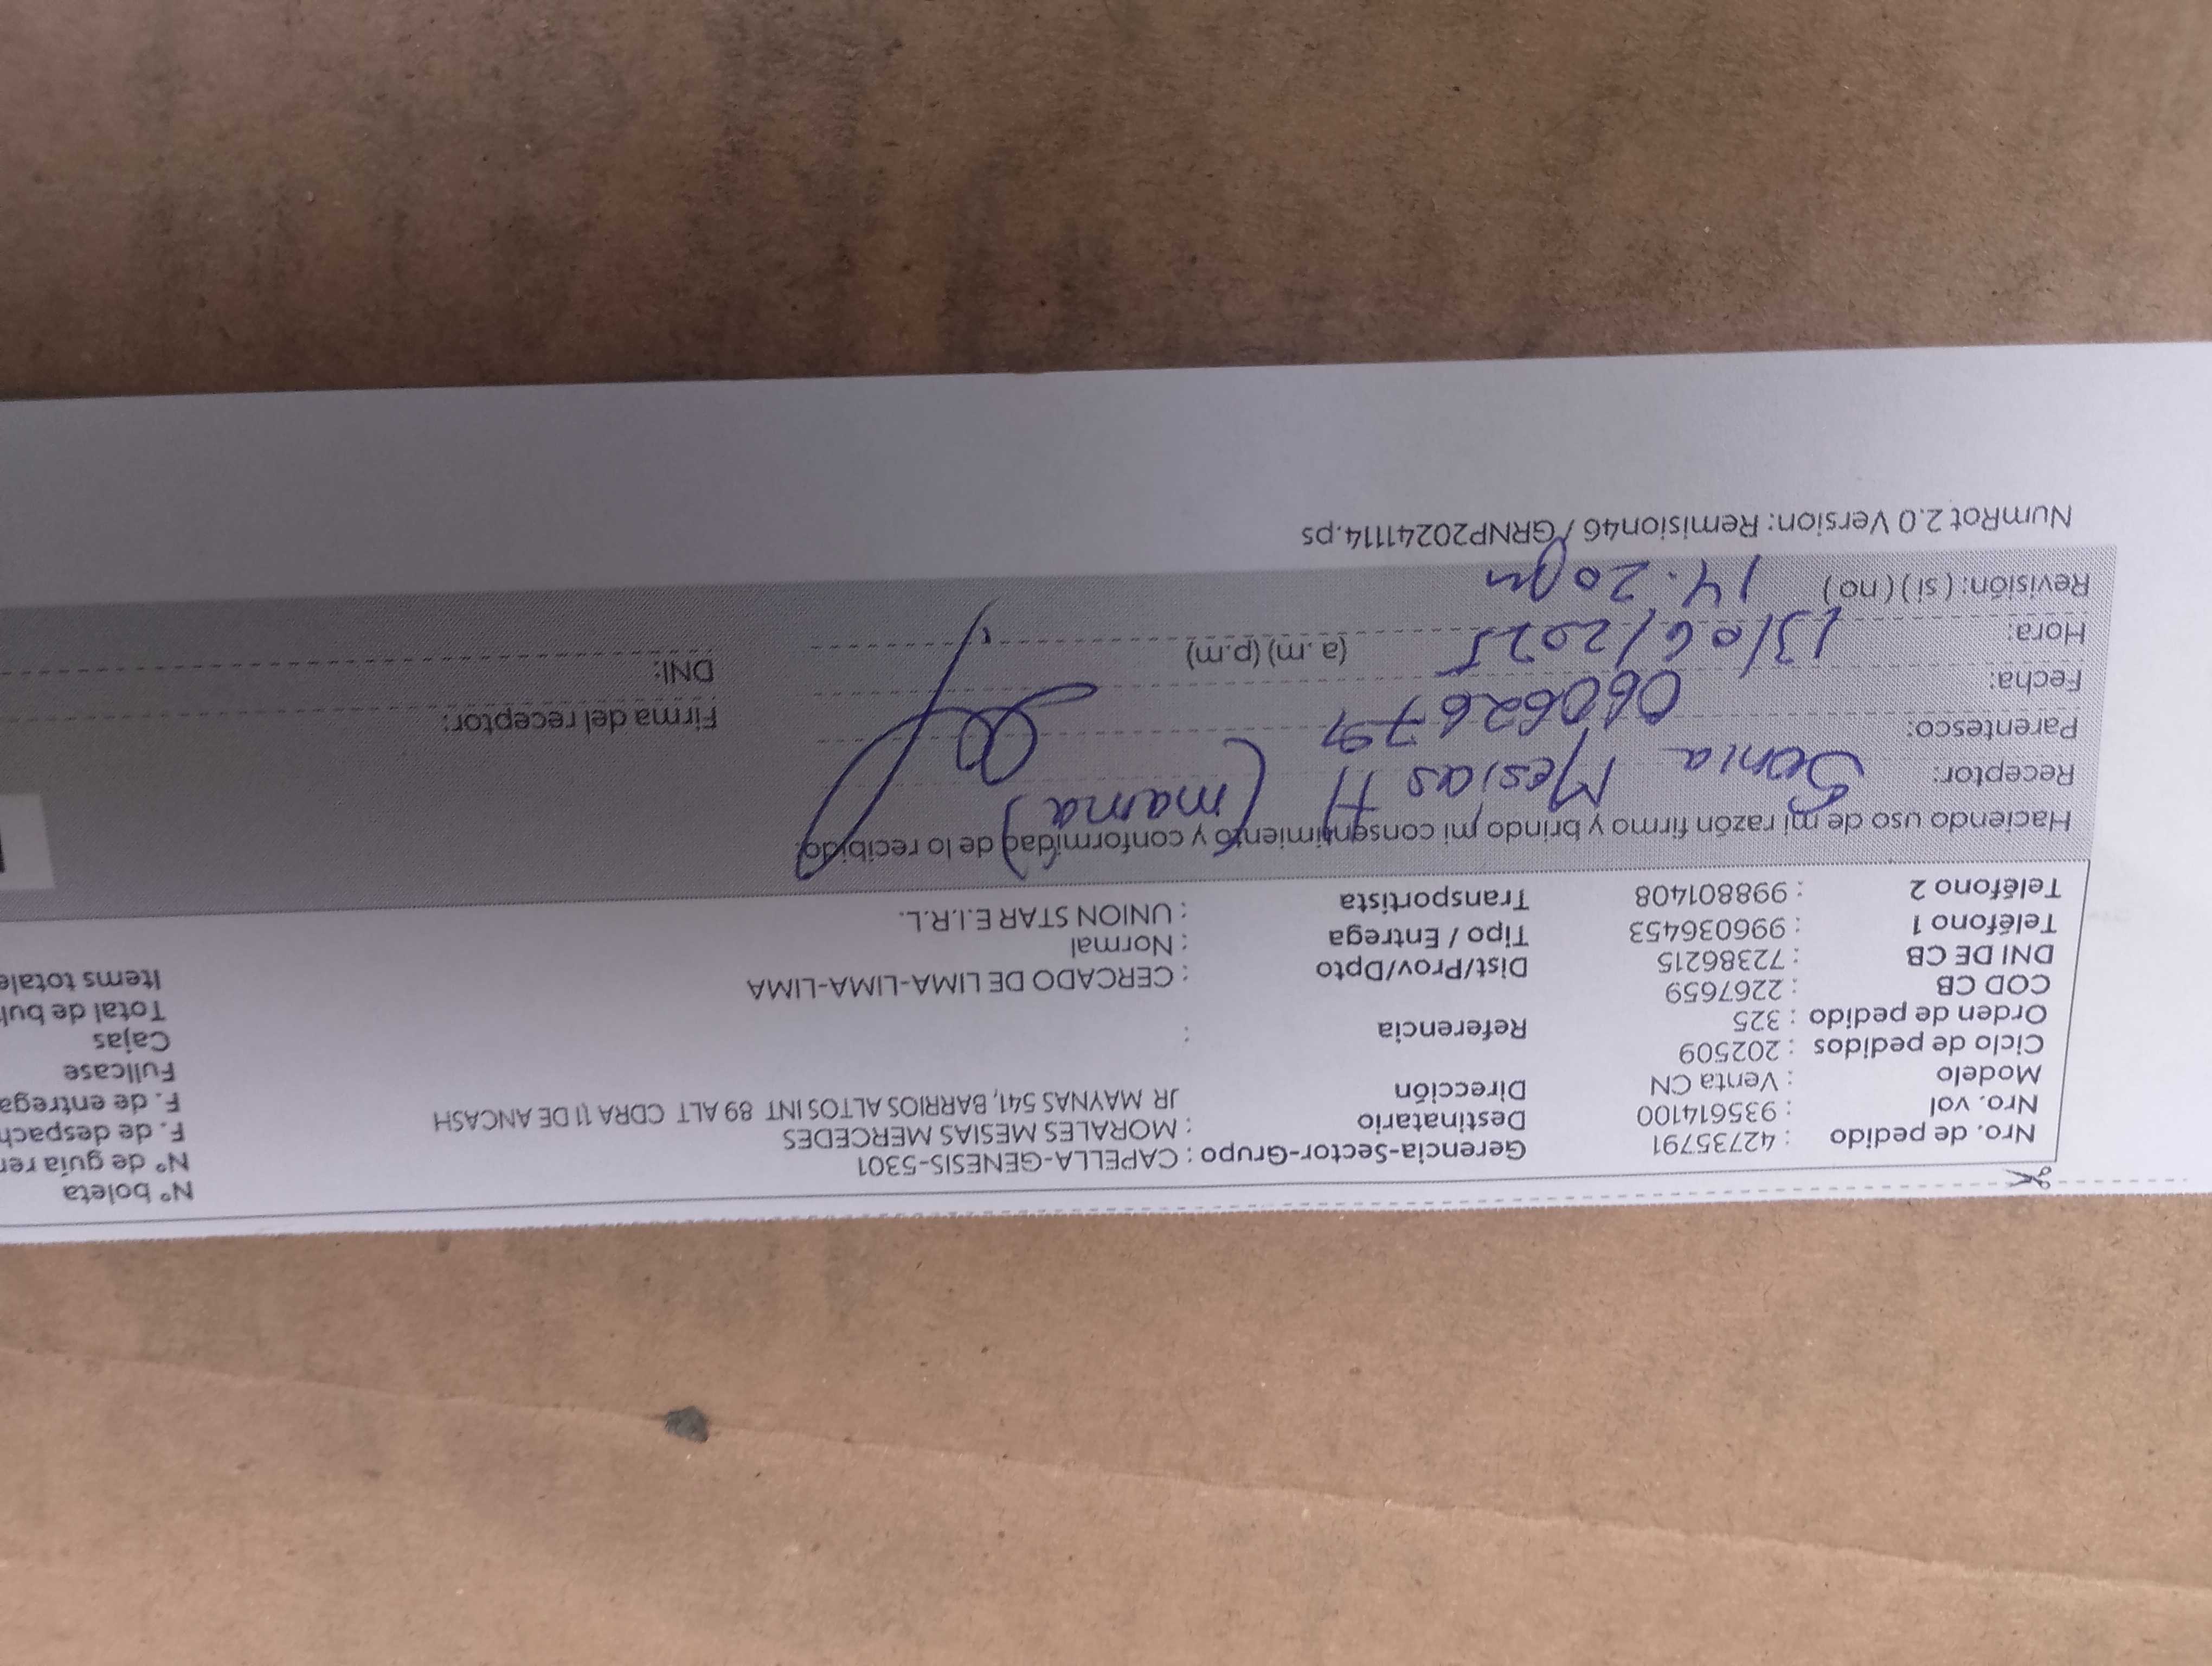 Nro. de pedido : 42735791 Gerencia-Sector-Grupo : CAPELLA-GENESIS-5301 N° boleta
Nro. vol : 935614100 Destinatario : MORALES MESIAS MERCEDES N° de guía
Modelo : Venta CN Dirección JR MAYNAS 541, BARRIOS ALTOS INT 89 ALT CDRA 11 DE ANCASH F. de despach
Ciclo de pedidos : 202509 F. de entrega
Orden de pedido : 325 Referencia : Fullcase
COD CB : 2267659 Cajas
DNI DE CB : 72386215 Dist/Prov/Dpto : CERCADO DE LIMA-LIMA-LIMA Total de bul
Teléfono 1 : 996036453 Tipo / Entrega : Normal Items totale
Teléfono 2 : 998801408 Transportista : UNION STAR E.I.R.L.
Haciendo uso de mi razón firmo y brindo mi consentimiento y conformidad de lo recibido.
Receptor: Sonia Mesias H (mama)
Parentesco: 06062679 Firma del receptor:
Fecha: 13/06/2025 DNI:
Hora: (a.m) (p.m)
Revisión: ( si ) ( no ) 14.20pm
NumRot 2.0 Version: Remision46 / GRNP20241114.ps